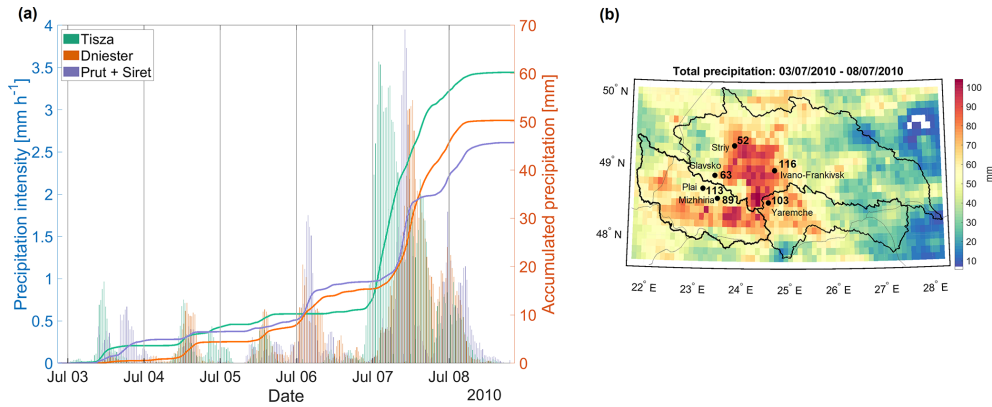 (a)
Precipitation intensity [mm h⁻¹]
4
3.5
3
2.5
2
1.5
1
0.5
0
Tisza
Dniester
Prut + Siret
70
60
50
40
30
20
10
0
Accumulated precipitation [mm]
Jul 03 Jul 04 Jul 05 Jul 06 Jul 07 Jul 08
Date
2010
(b)
Total precipitation: 03/07/2010 - 08/07/2010
50° N
49° N
48° N
Striy 52
Slavsko 63
116 Ivano-Frankivsk
Plai 113
Mizhhiria 89
103 Yaremche
22° E 23° E 24° E 25° E 26° E 27° E 28° E
100
90
80
70
60
50
40
30
20
10
mm